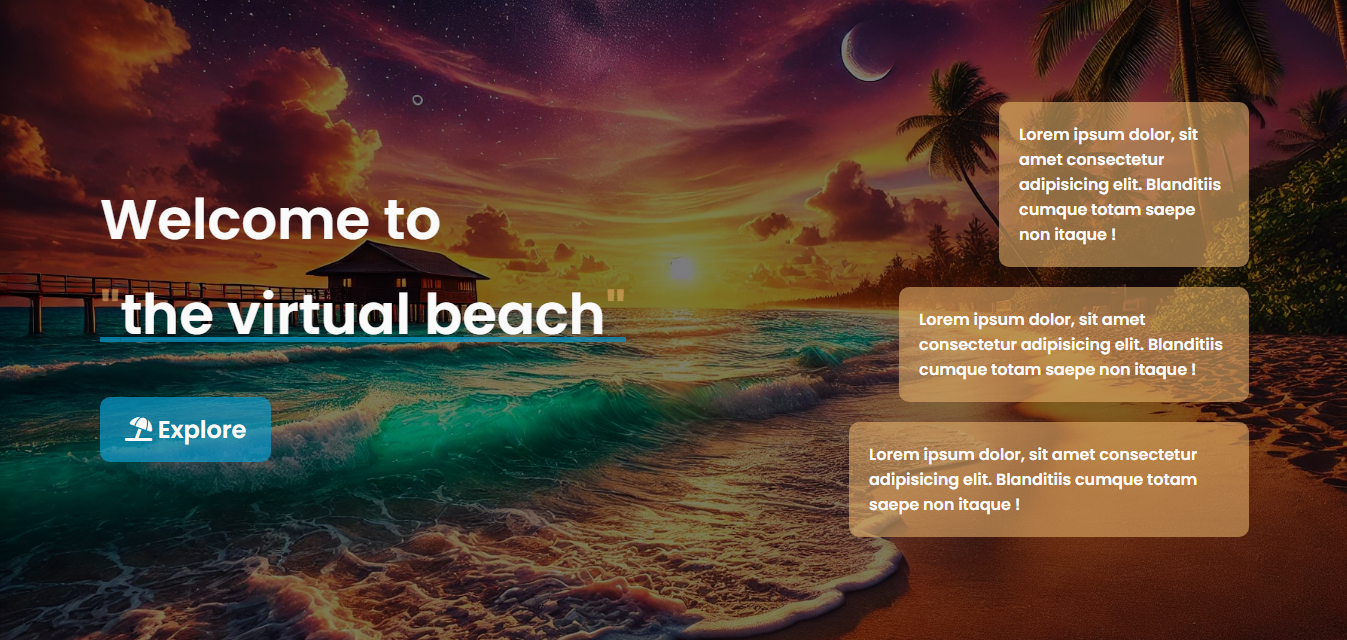 Welcome to
"the virtual beach"
Explore
Lorem ipsum dolor, sit
amet consectetur
adipisicing elit. Blanditiis
cumque totam saepe
non itaque !
Lorem ipsum dolor, sit amet
consectetur adipisicing elit. Blanditiis
cumque totam saepe non itaque !
Lorem ipsum dolor, sit amet consectetur
adipisicing elit. Blanditiis cumque totam
saepe non itaque !